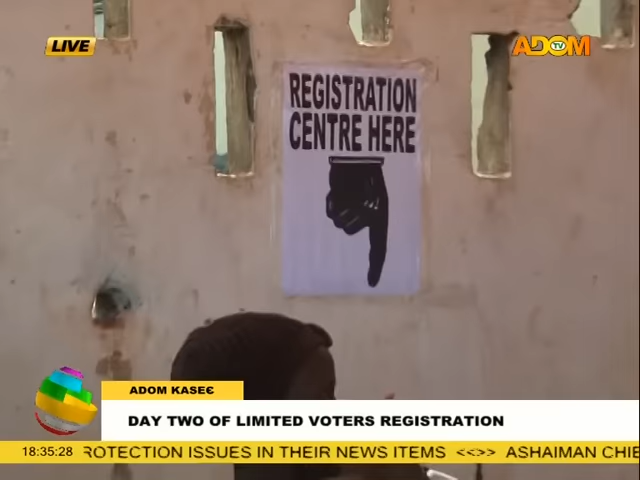 LIVE
ADOM TV
REGISTRATION
CENTRE HERE
ADOM KASEƐ
DAY TWO OF LIMITED VOTERS REGISTRATION
18:35:28 ROTECTION ISSUES IN THEIR NEWS ITEMS <<>> ASHAIMAN CHIE